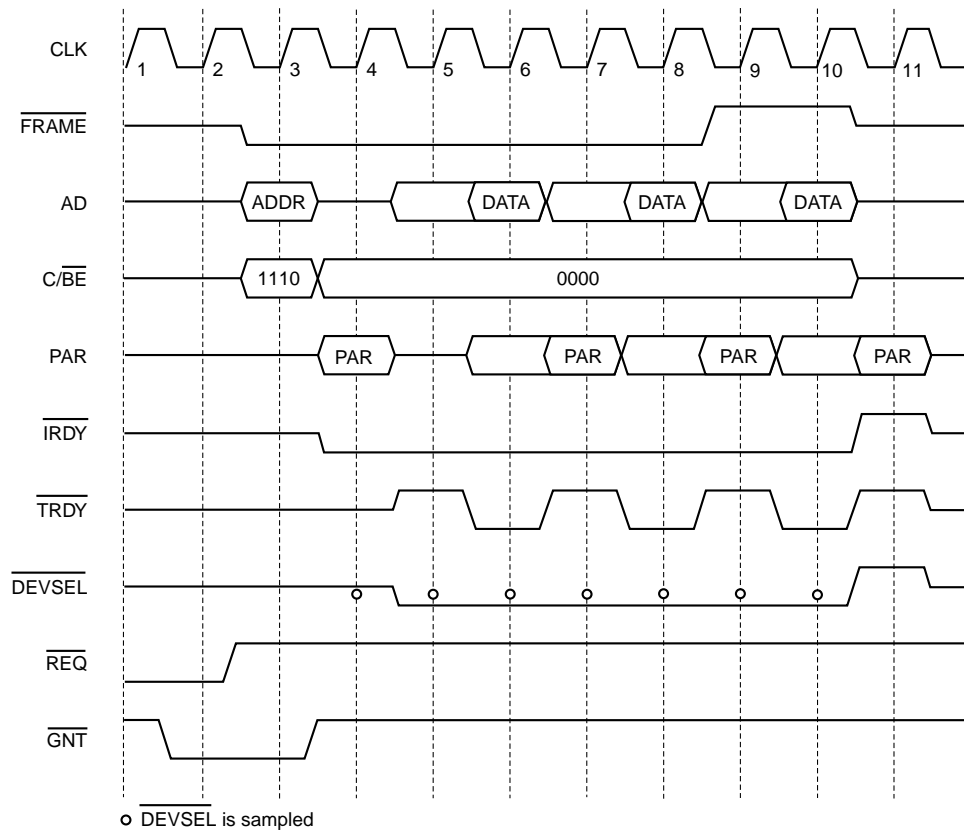 CLK
1 2 3 4 5 6 7 8 9 10 11
FRAME
AD
ADDR DATA DATA DATA
C/BE
1110 0000
PAR
PAR PAR PAR PAR
IRDY
TRDY
DEVSEL
REQ
GNT
DEVSEL is sampled